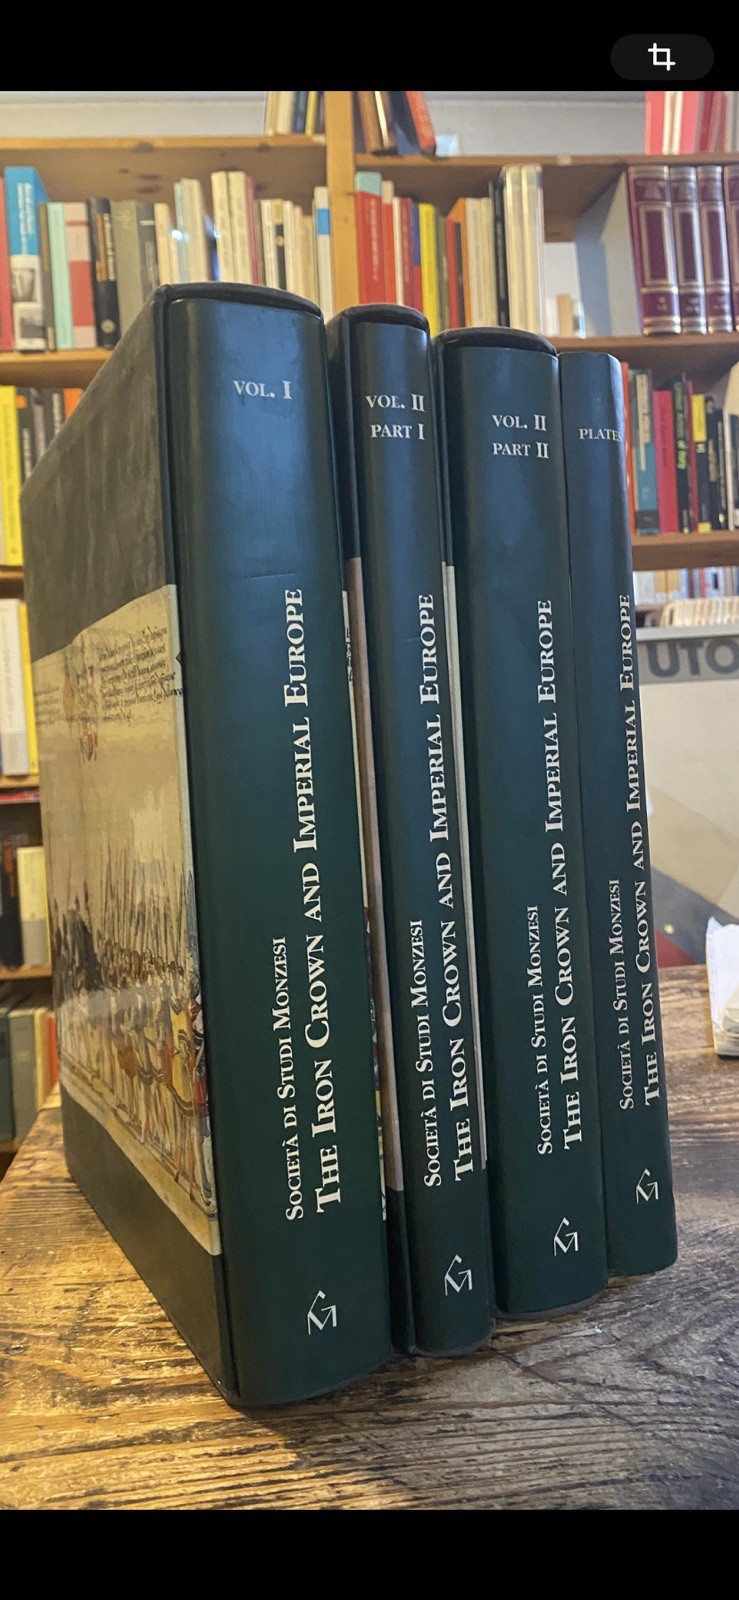 VOL. I
SOCIETÀ DI STUDI MONZESI
THE IRON CROWN AND IMPERIAL EUROPE
VOL. II
PART I
SOCIETÀ DI STUDI MONZESI
THE IRON CROWN AND IMPERIAL EUROPE
VOL. II
PART II
SOCIETÀ DI STUDI MONZESI
THE IRON CROWN AND IMPERIAL EUROPE
PLATES
SOCIETÀ DI STUDI MONZESI
THE IRON CROWN AND IMPERIAL EUROPE
UTO